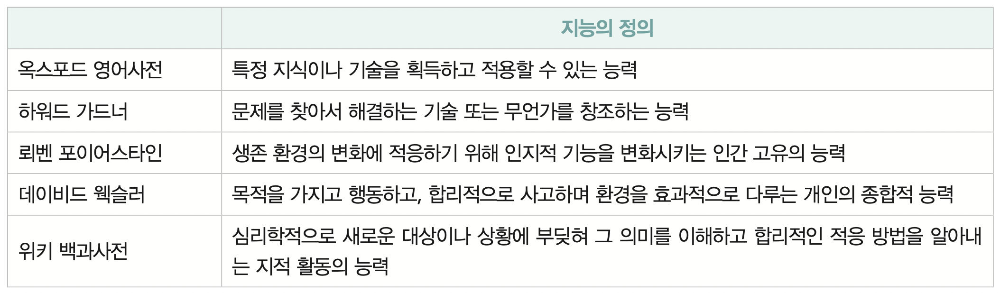 지능의 정의
옥스포드 영어사전
특정 지식이나 기술을 획득하고 적용할 수 있는 능력
하워드 가드너
문제를 찾아서 해결하는 기술 또는 무언가를 창조하는 능력
뢰벤 포이어스타인
생존 환경의 변화에 적응하기 위해 인지적 기능을 변화시키는 인간 고유의 능력
데이비드 웩슬러
목적을 가지고 행동하고, 합리적으로 사고하며 환경을 효과적으로 다루는 개인의 종합적 능력
위키 백과사전
심리학적으로 새로운 대상이나 상황에 부딪혀 그 의미를 이해하고 합리적인 적응 방법을 알아내
는 지적 활동의 능력